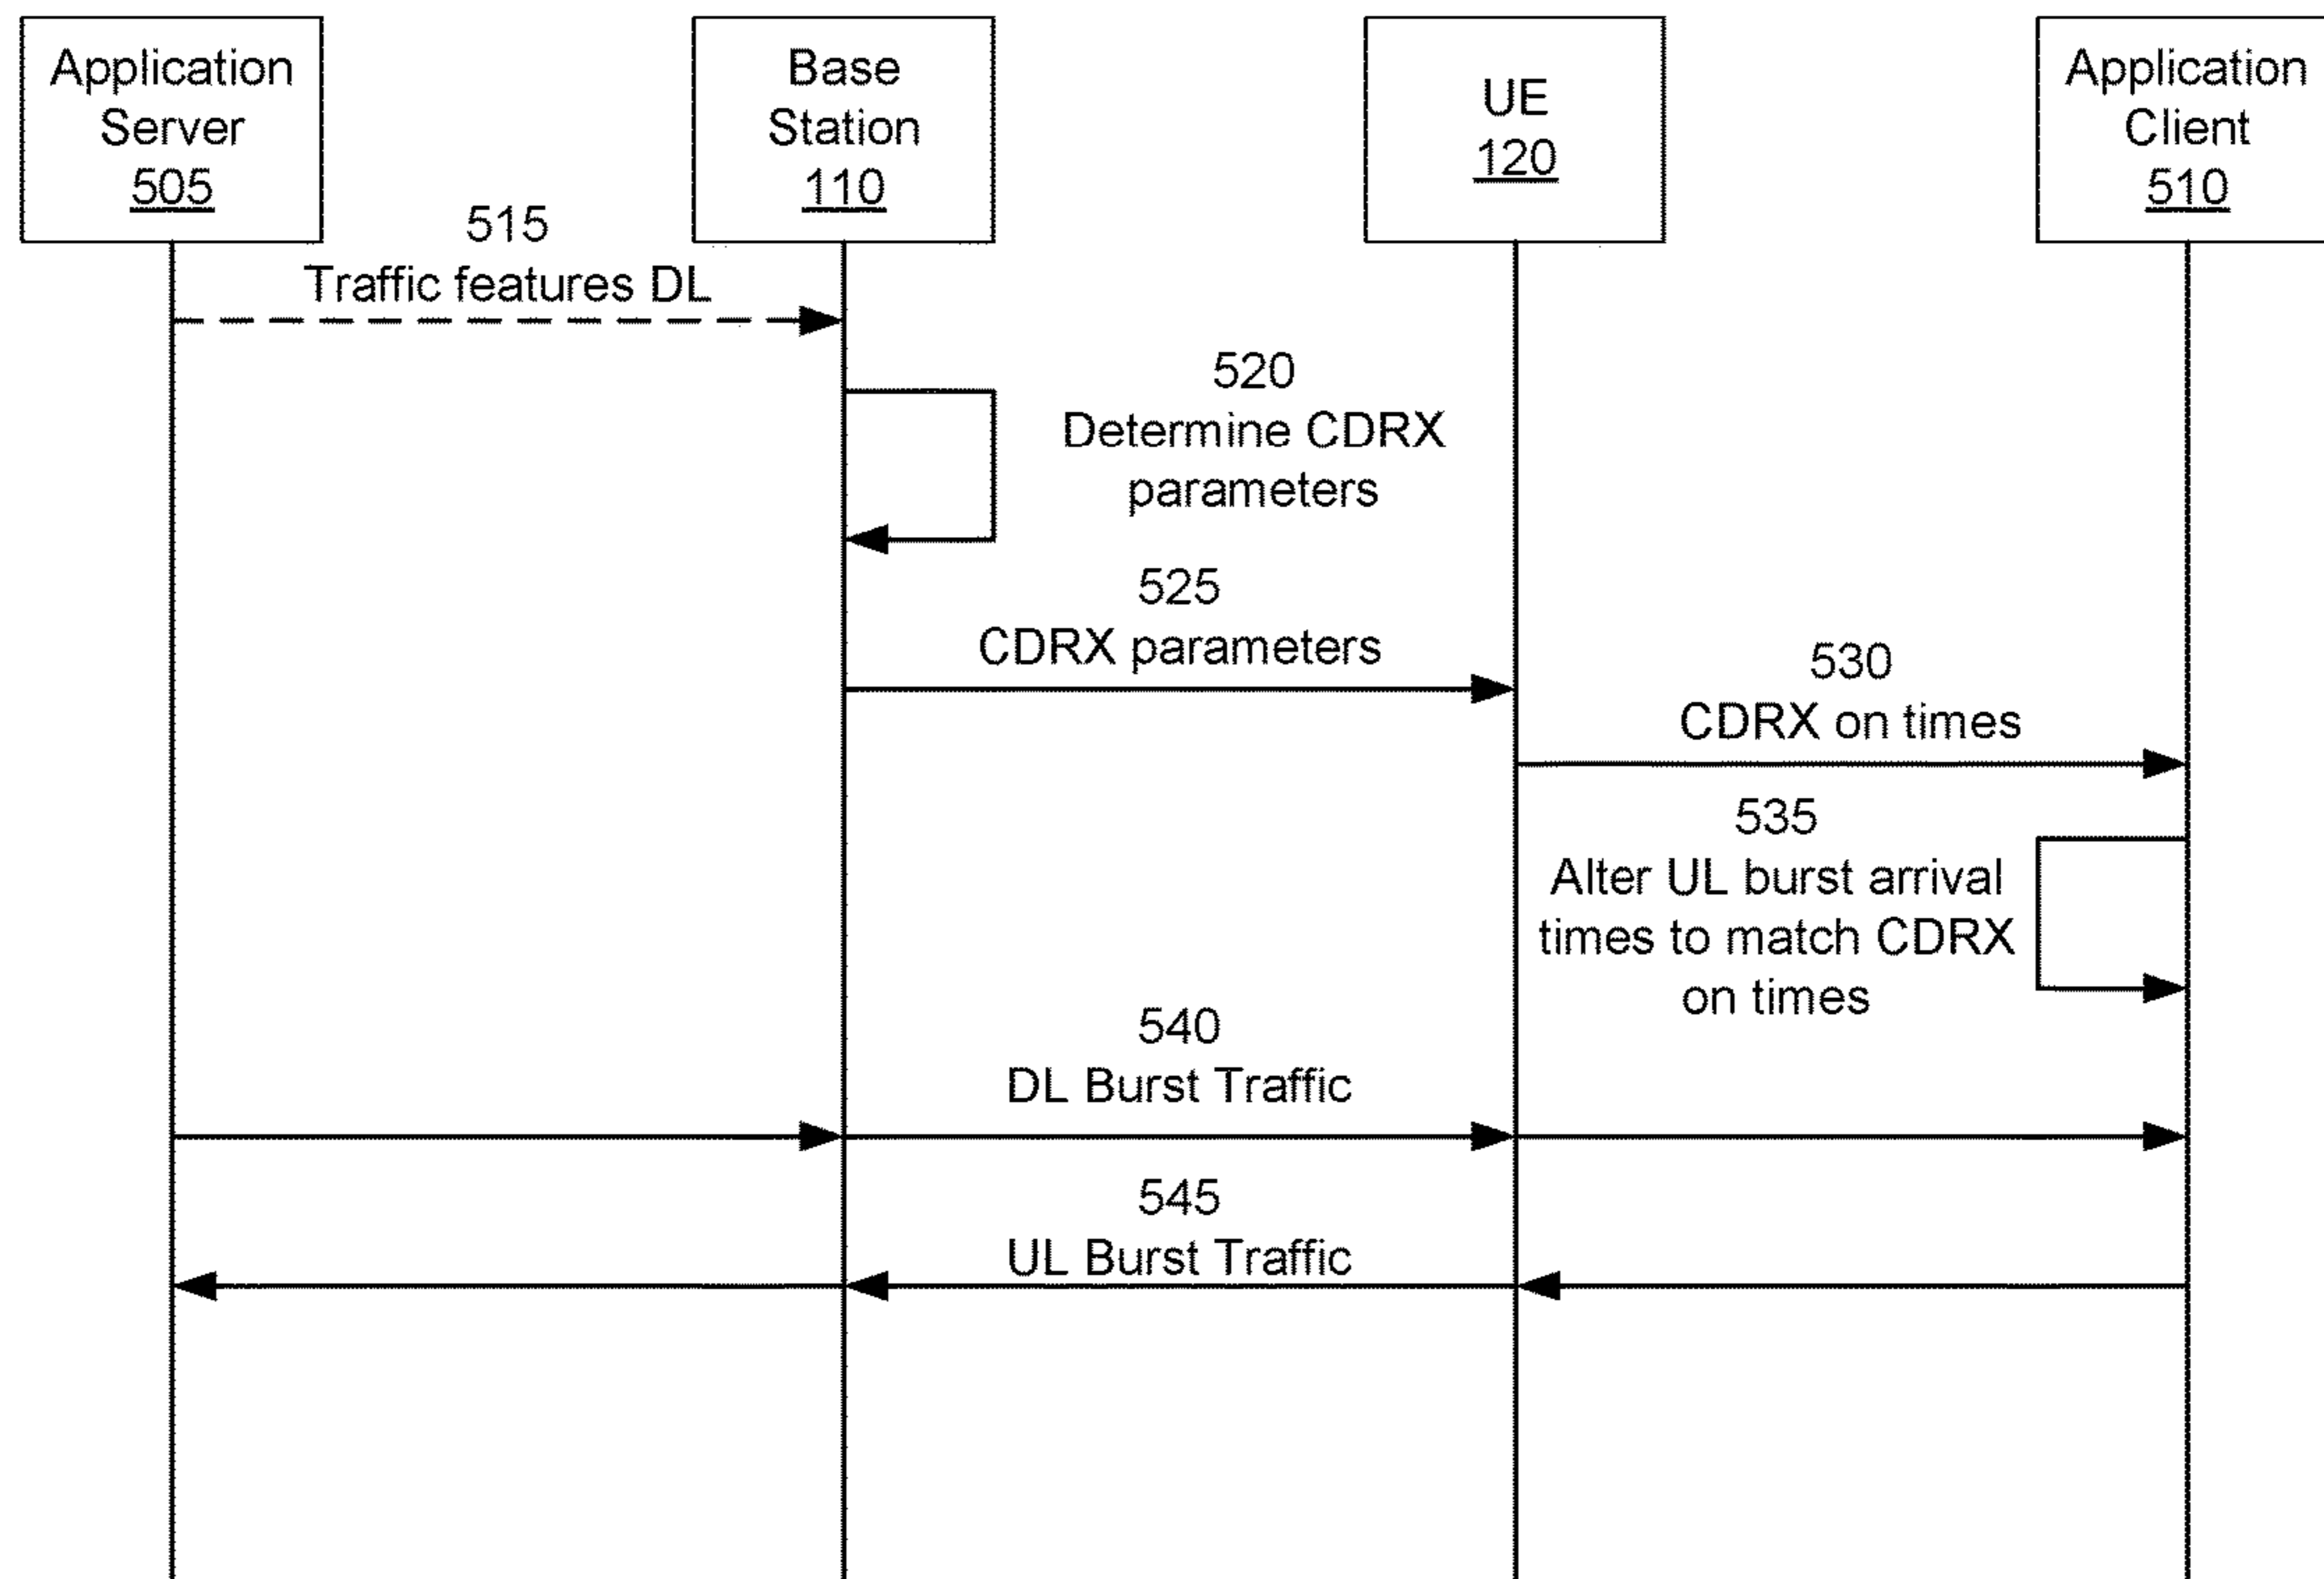 Application
Server
505
Base
Station
110
UE
120
Application
Client
510
515
Traffic features DL
520
Determine CDRX
parameters
525
CDRX parameters
530
CDRX on times
535
Alter UL burst arrival
times to match CDRX
on times
540
DL Burst Traffic
545
UL Burst Traffic